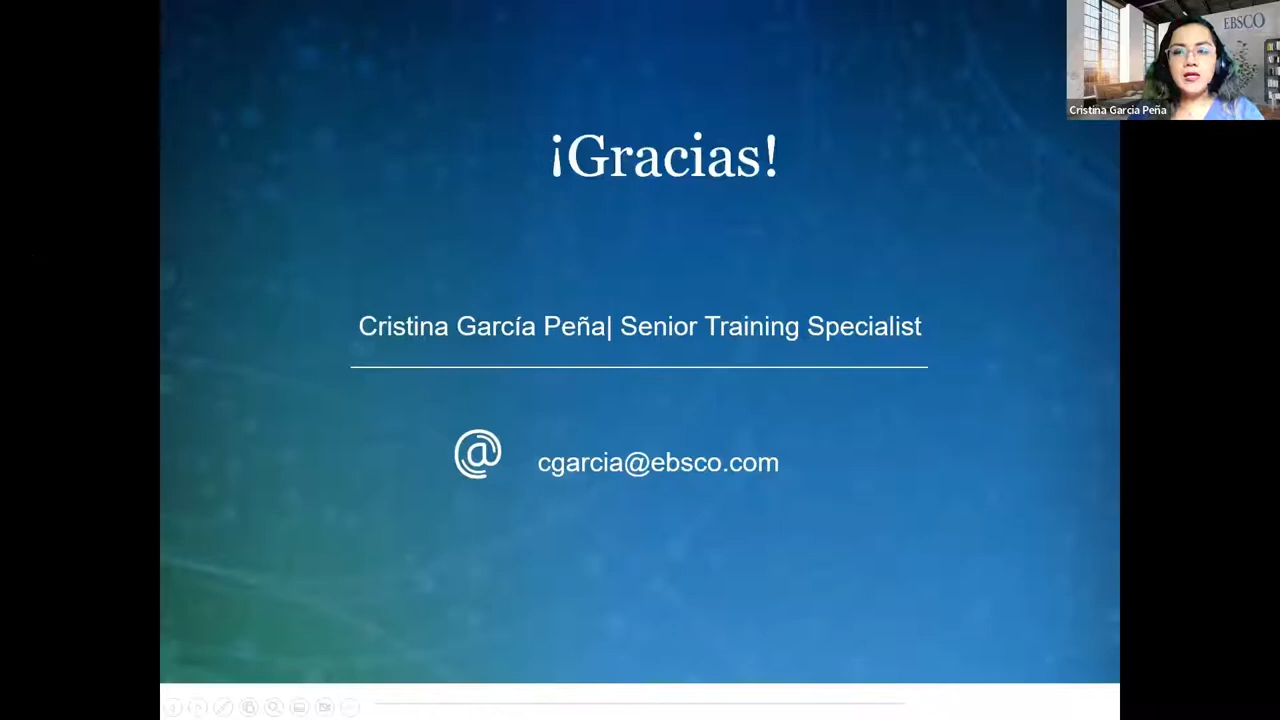 EBSCO
Cristina Garcia Peña
¡Gracias!
Cristina García Peña| Senior Training Specialist
@ cgarcia@ebsco.com